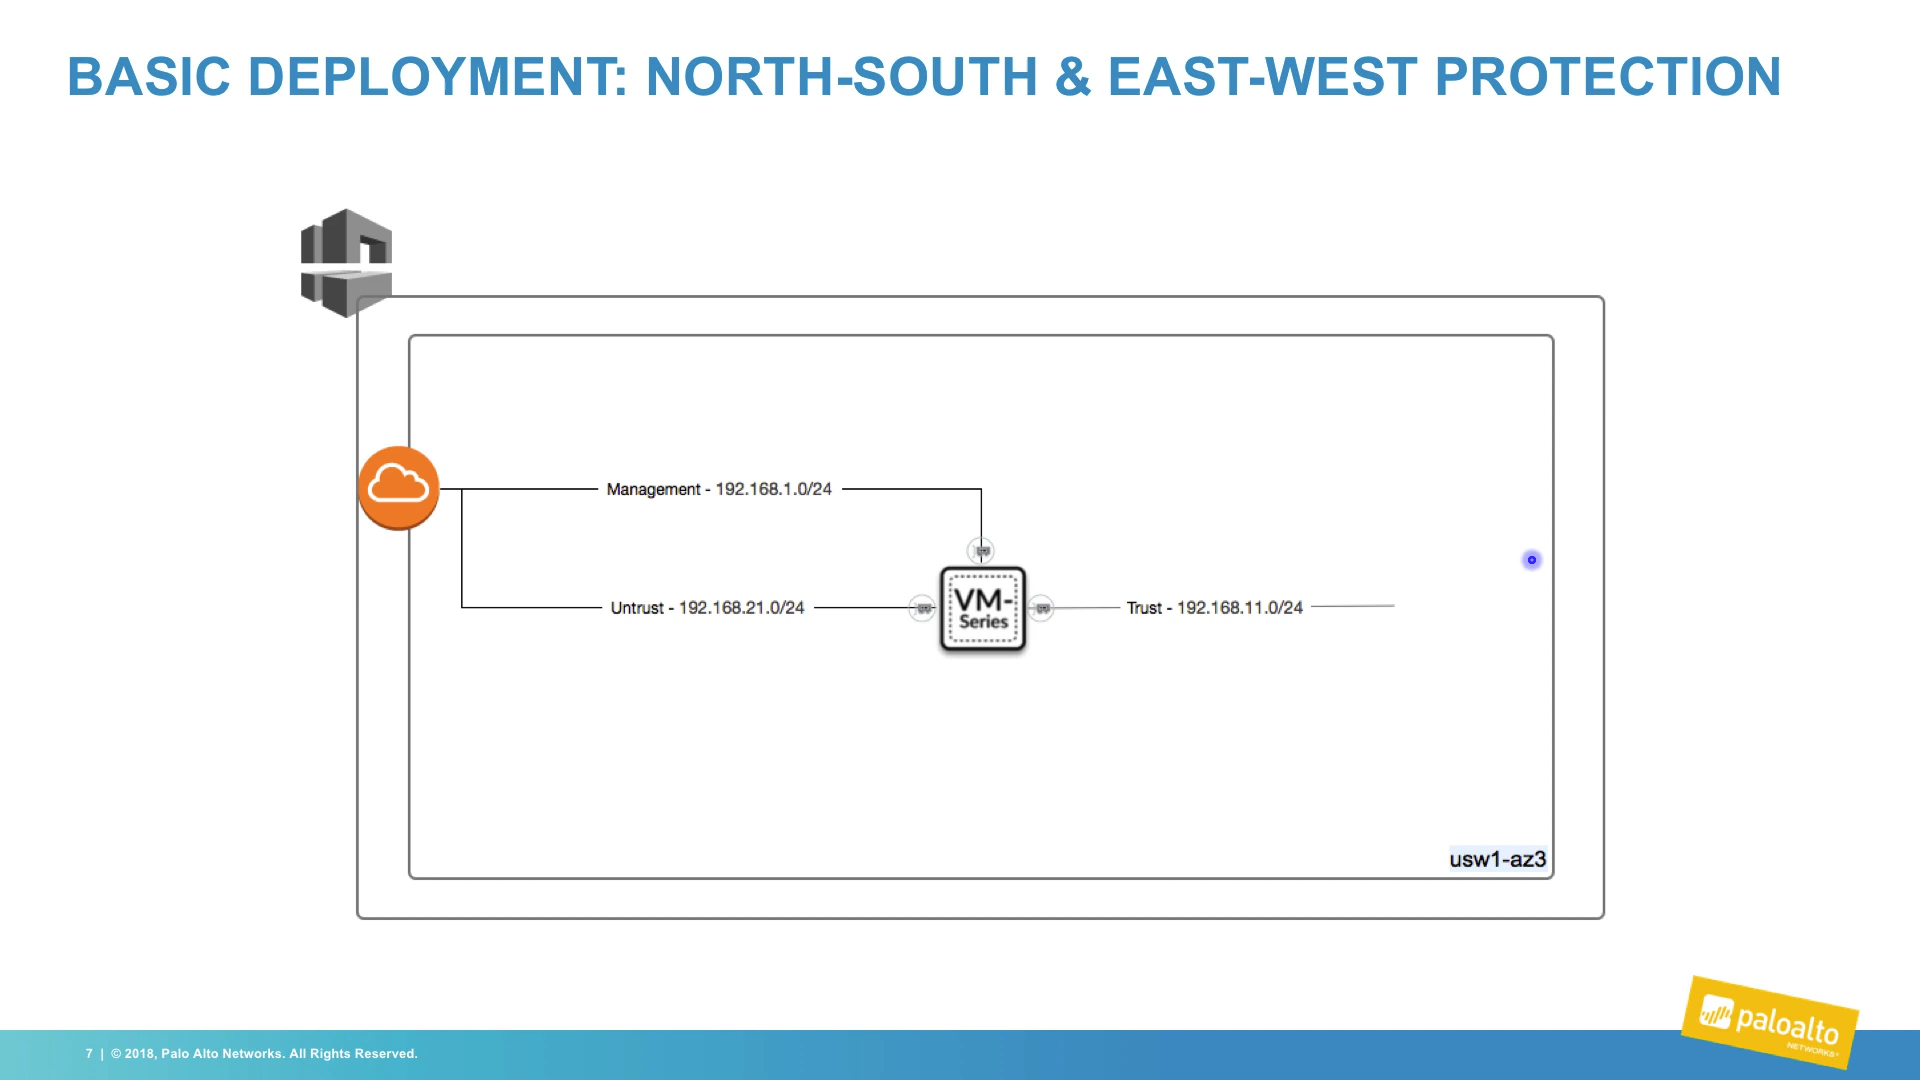 BASIC DEPLOYMENT: NORTH-SOUTH & EAST-WEST PROTECTION
Management - 192.168.1.0/24
VM-
Series
Untrust - 192.168.21.0/24
Trust - 192.168.11.0/24
usw1-az3
paloalto
NETWORKS®
7 | © 2018, Palo Alto Networks. All Rights Reserved.